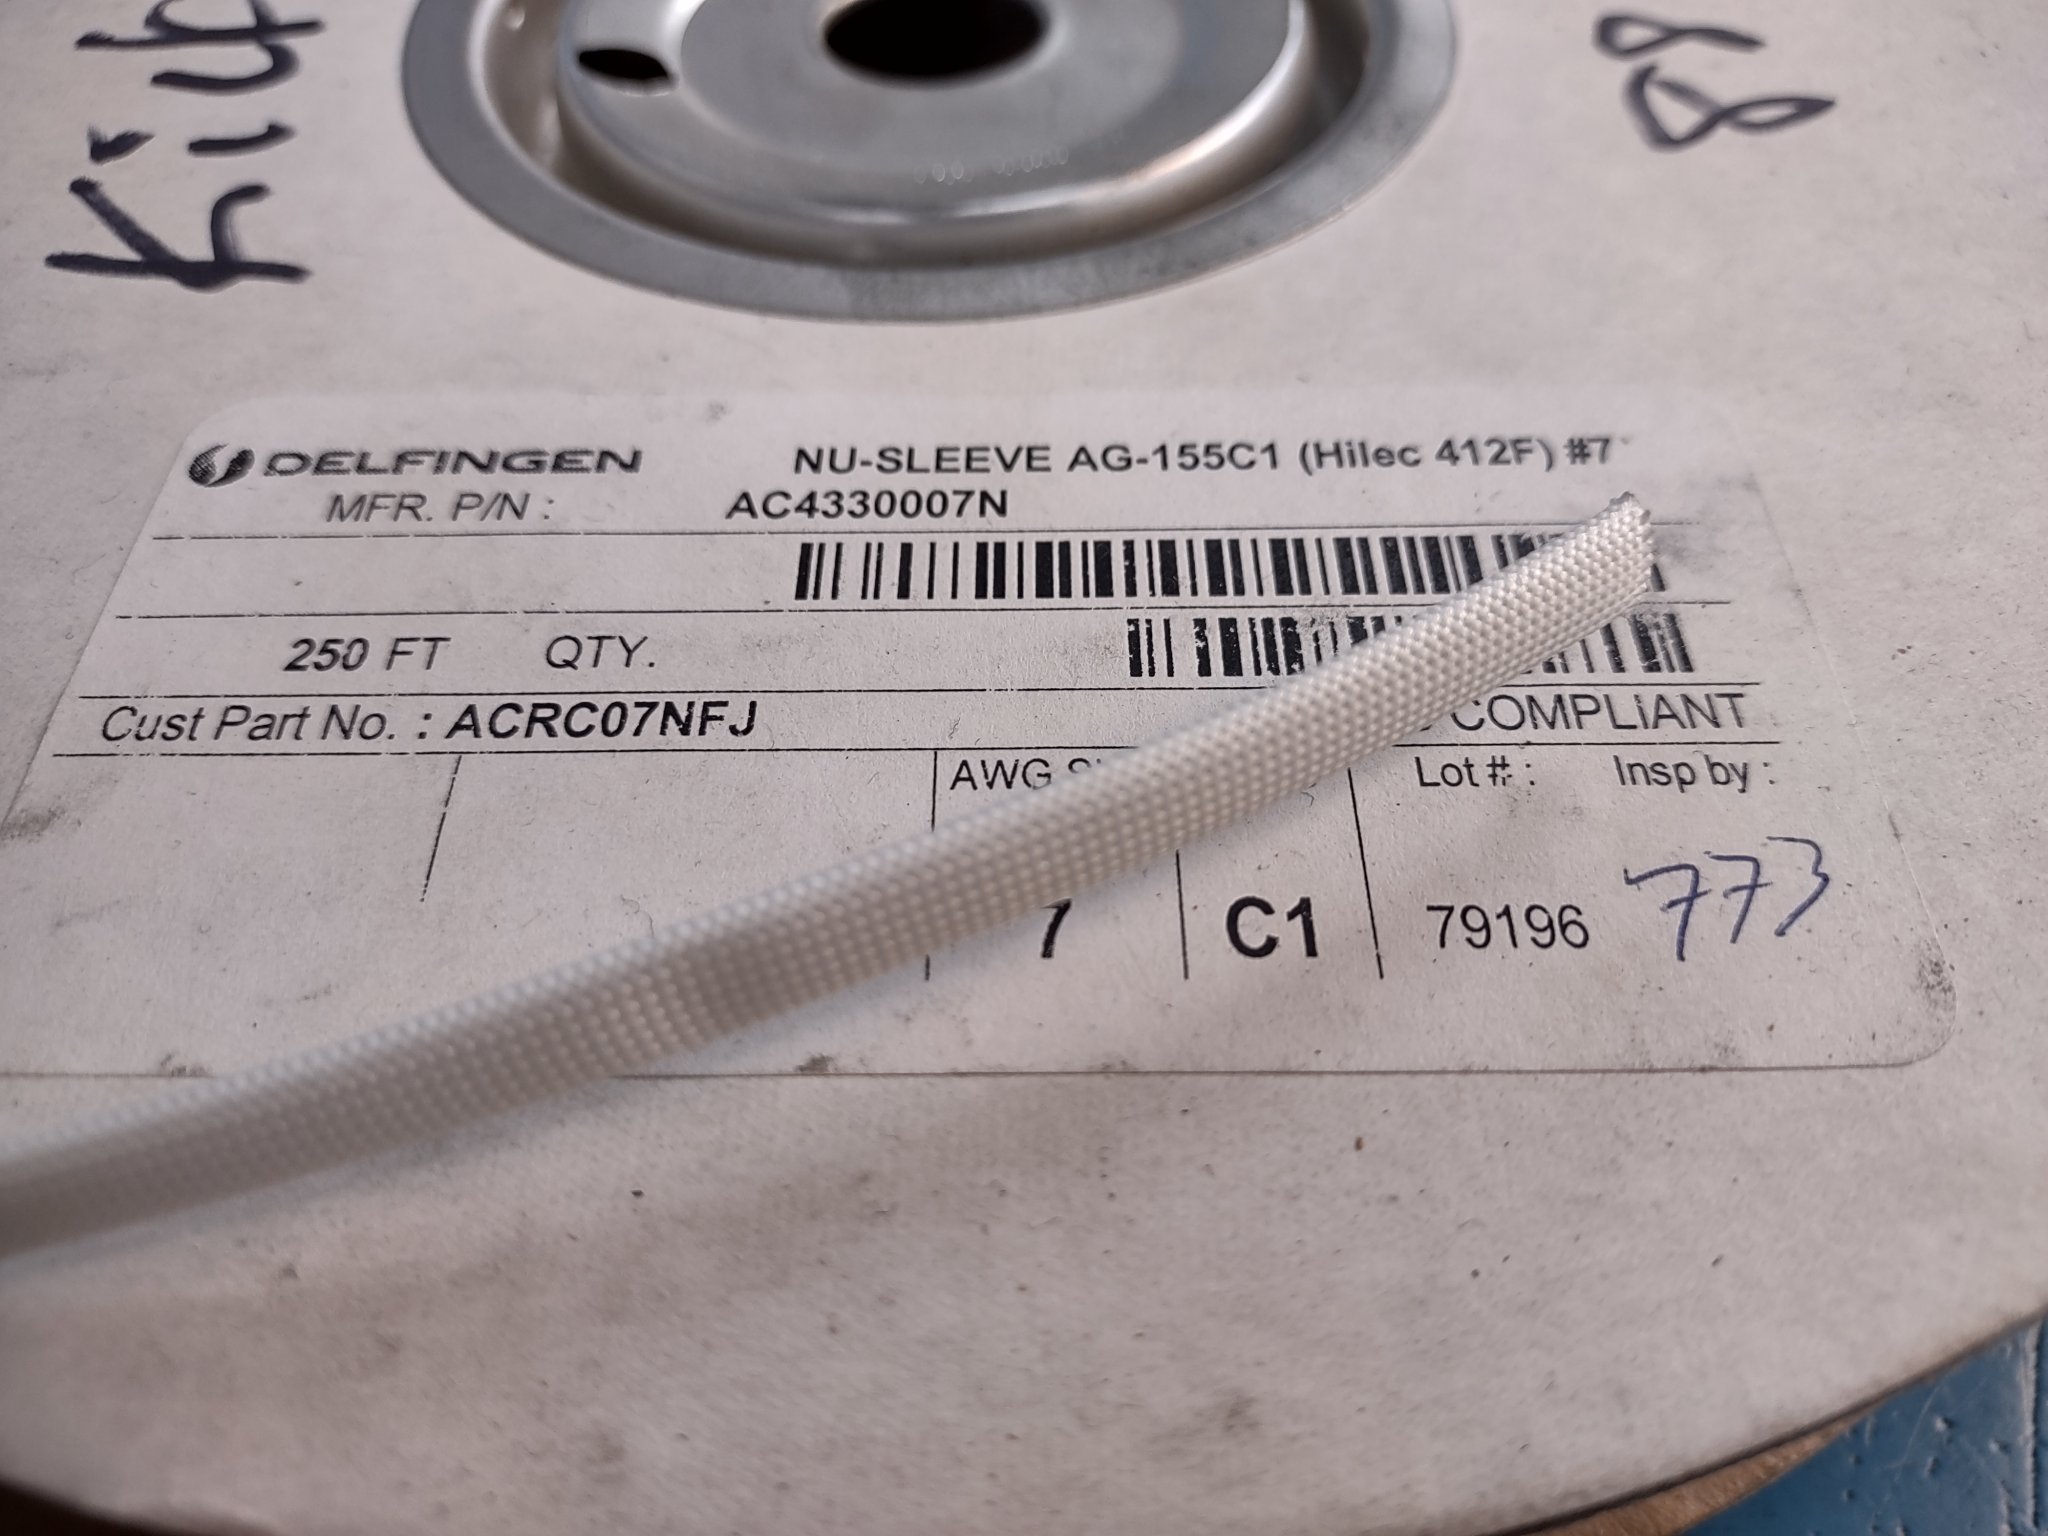 88
DELFINGEN NU-SLEEVE AG-155C1 (Hilec 412F) #7
MFR. P/N : AC4330007N
250 FT QTY.
Cust Part No. : ACRC07NFJ COMPLiANT
AWG Lot # : Insp by :
7 C1 79196 773